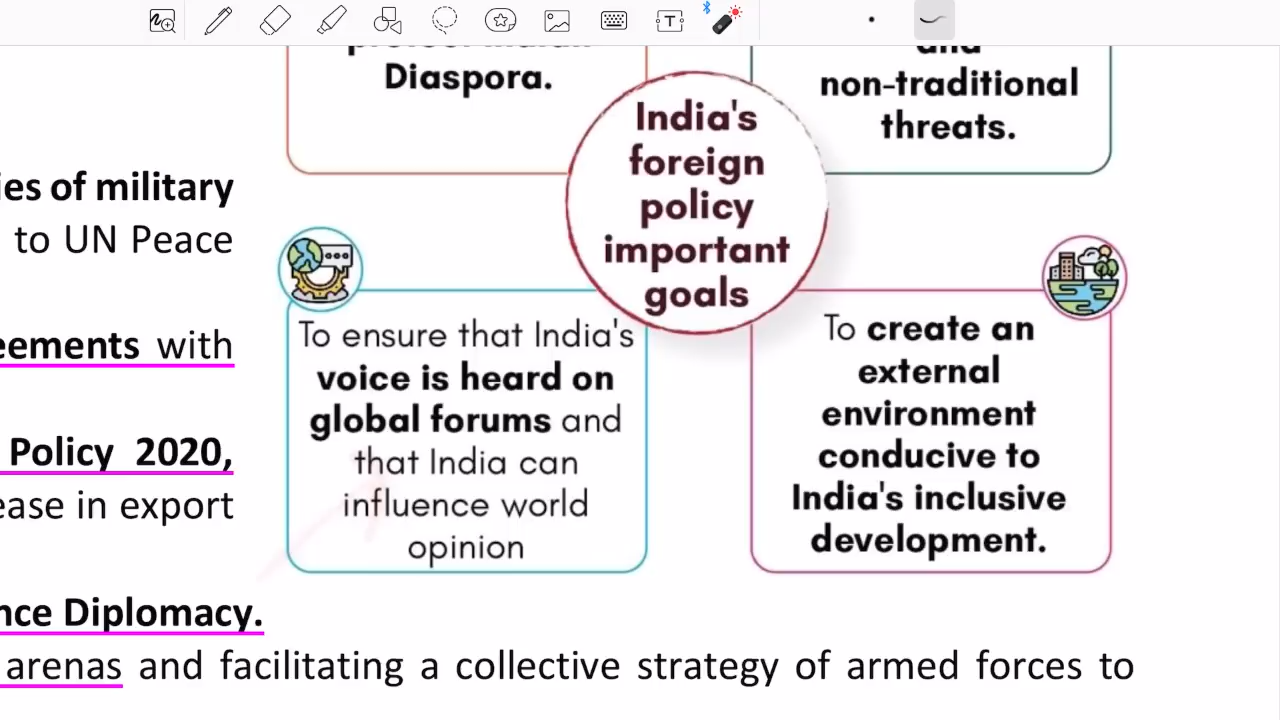 Diaspora.
and
non-traditional
threats.
India's
foreign
policy
important
goals
ies of military
to UN Peace
eements with
Policy 2020,
ease in export
nce Diplomacy.
To ensure that India's
voice is heard on
global forums and
that India can
influence world
opinion
To create an
external
environment
conducive to
India's inclusive
development.
arenas and facilitating a collective strategy of armed forces to
T